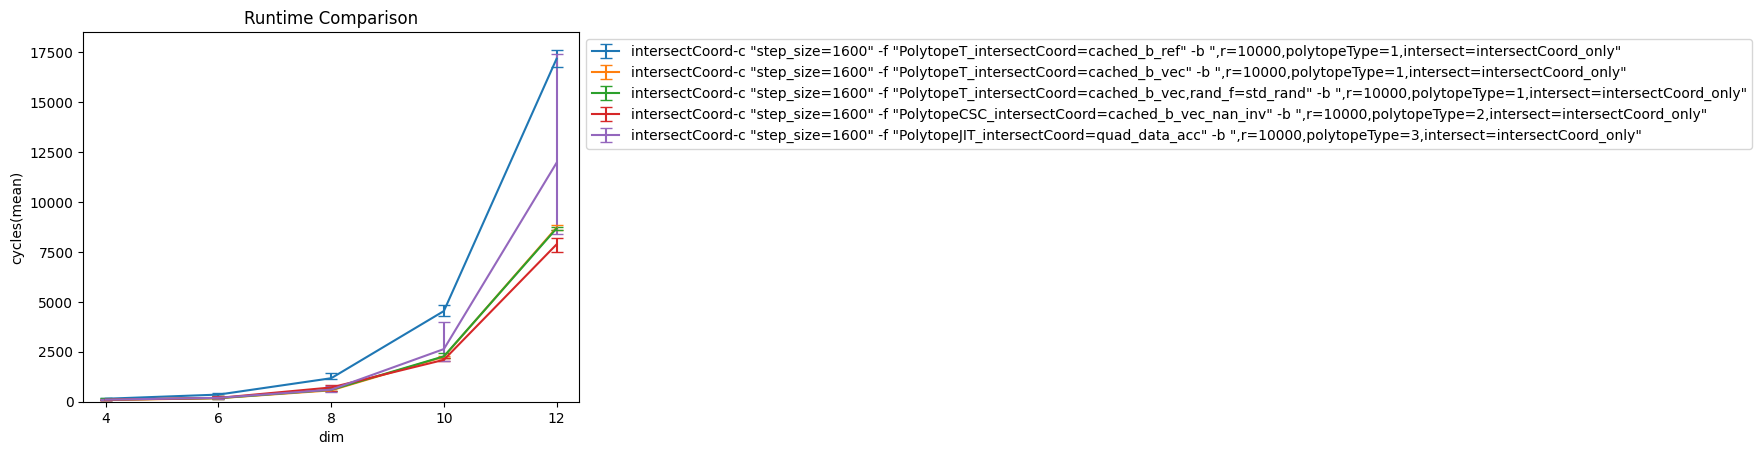 Runtime Comparison
17500
15000
12500
10000
7500
5000
2500
0
cycles(mean)
4 6 8 10 12
dim
intersectCoord-c "step_size=1600" -f "PolytopeT_intersectCoord=cached_b_ref" -b ",r=10000,polytopeType=1,intersect=intersectCoord_only"
intersectCoord-c "step_size=1600" -f "PolytopeT_intersectCoord=cached_b_vec" -b ",r=10000,polytopeType=1,intersect=intersectCoord_only"
intersectCoord-c "step_size=1600" -f "PolytopeT_intersectCoord=cached_b_vec,rand_f=std_rand" -b ",r=10000,polytopeType=1,intersect=intersectCoord_only"
intersectCoord-c "step_size=1600" -f "PolytopeCSC_intersectCoord=cached_b_vec_nan_inv" -b ",r=10000,polytopeType=2,intersect=intersectCoord_only"
intersectCoord-c "step_size=1600" -f "PolytopeJIT_intersectCoord=quad_data_acc" -b ",r=10000,polytopeType=3,intersect=intersectCoord_only"